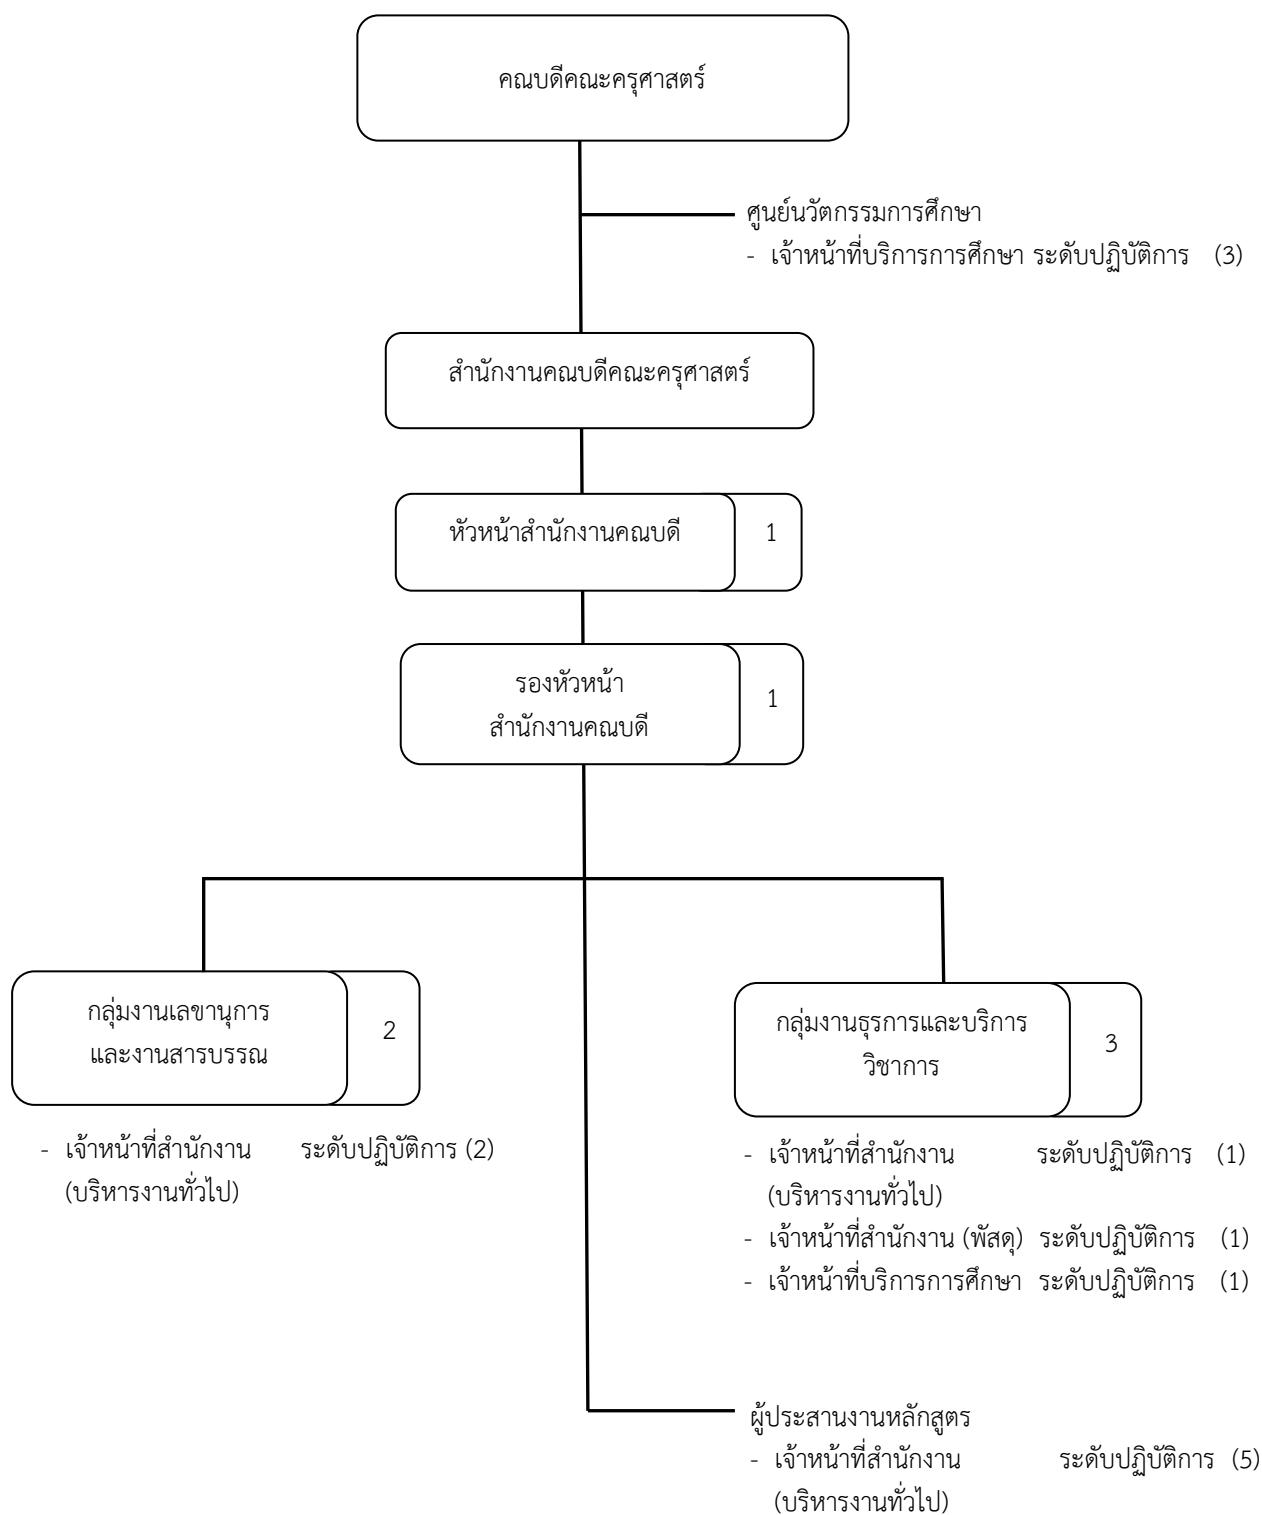 คณบดีคณะครุศาสตร์
ศูนย์นวัตกรรมการศึกษา
- เจ้าหน้าที่บริการการศึกษา ระดับปฏิบัติการ (3)
สำนักงานคณบดีคณะครุศาสตร์
หัวหน้าสำนักงานคณบดี 1
รองหัวหน้า
สำนักงานคณบดี
1
กลุ่มงานเลขานุการ
และงานสารบรรณ
2
- เจ้าหน้าที่สำนักงาน ระดับปฏิบัติการ (2)
(บริหารงานทั่วไป)
กลุ่มงานธุรการและบริการ
วิชาการ
3
- เจ้าหน้าที่สำนักงาน ระดับปฏิบัติการ (1)
(บริหารงานทั่วไป)
- เจ้าหน้าที่สำนักงาน (พัสดุ) ระดับปฏิบัติการ (1)
- เจ้าหน้าที่บริการการศึกษา ระดับปฏิบัติการ (1)
ผู้ประสานงานหลักสูตร
- เจ้าหน้าที่สำนักงาน ระดับปฏิบัติการ (5)
(บริหารงานทั่วไป)